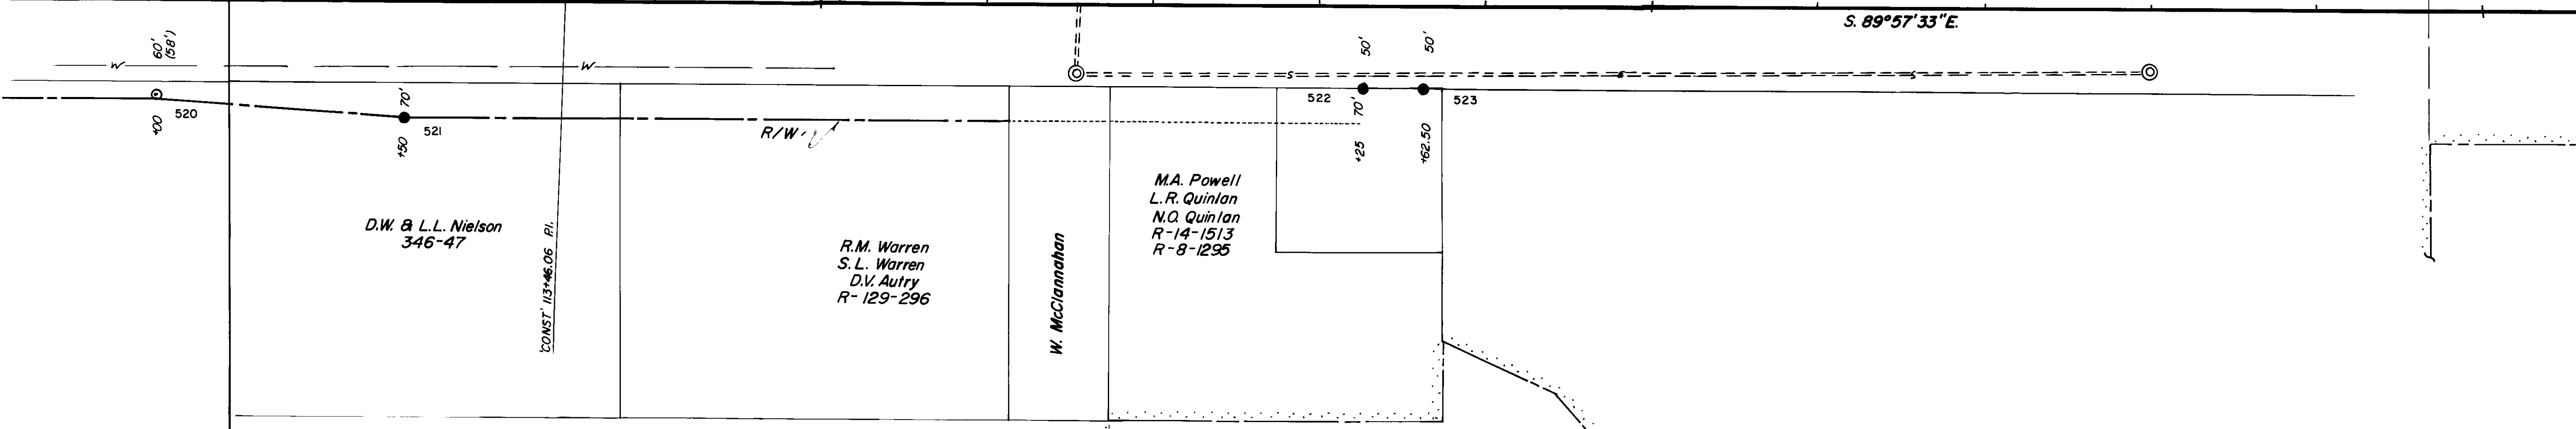 S. 89°57'33"E.
60'
(58')
50'
50'
W
W
S
S
S
+00
520
70'
+50
521
R/W
522
70'
+25
+62.50
523
D.W. & L.L. Nielson
346-47
'CONST' 113+46.06 P.I.
R.M. Warren
S.L. Warren
D.V. Autry
R-129-296
W. McClannahan
M.A. Powell
L.R. Quinlan
N.O. Quinlan
R-14-1513
R-8-1295